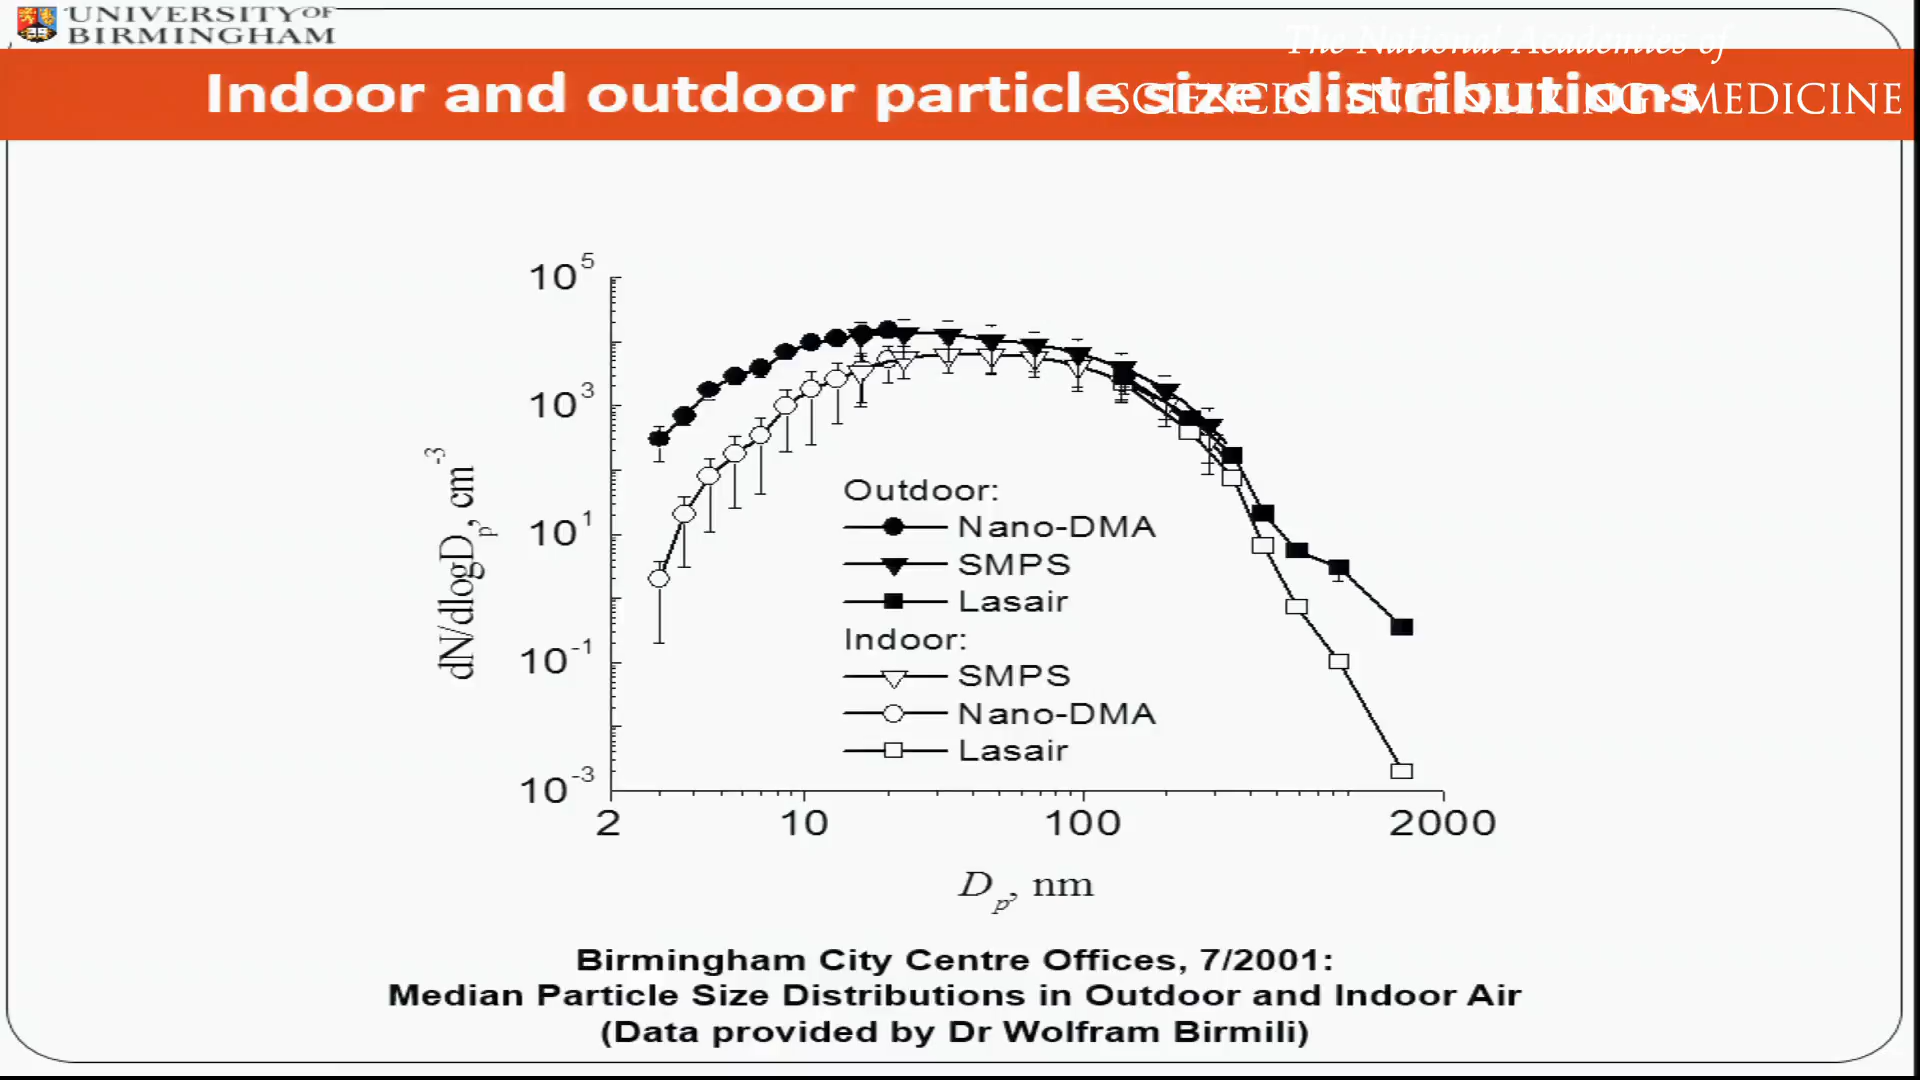 UNIVERSITY OF
BIRMINGHAM
The National Academies of
SCIENCES · ENGINEERING · MEDICINE
Indoor and outdoor particle size distributions
10^5
10^3
10^1
10^-1
10^-3
dN/dlogD_p, cm^-3
Outdoor:
Nano-DMA
SMPS
Lasair
Indoor:
SMPS
Nano-DMA
Lasair
2 10 100 2000
D_p, nm
Birmingham City Centre Offices, 7/2001:
Median Particle Size Distributions in Outdoor and Indoor Air
(Data provided by Dr Wolfram Birmili)